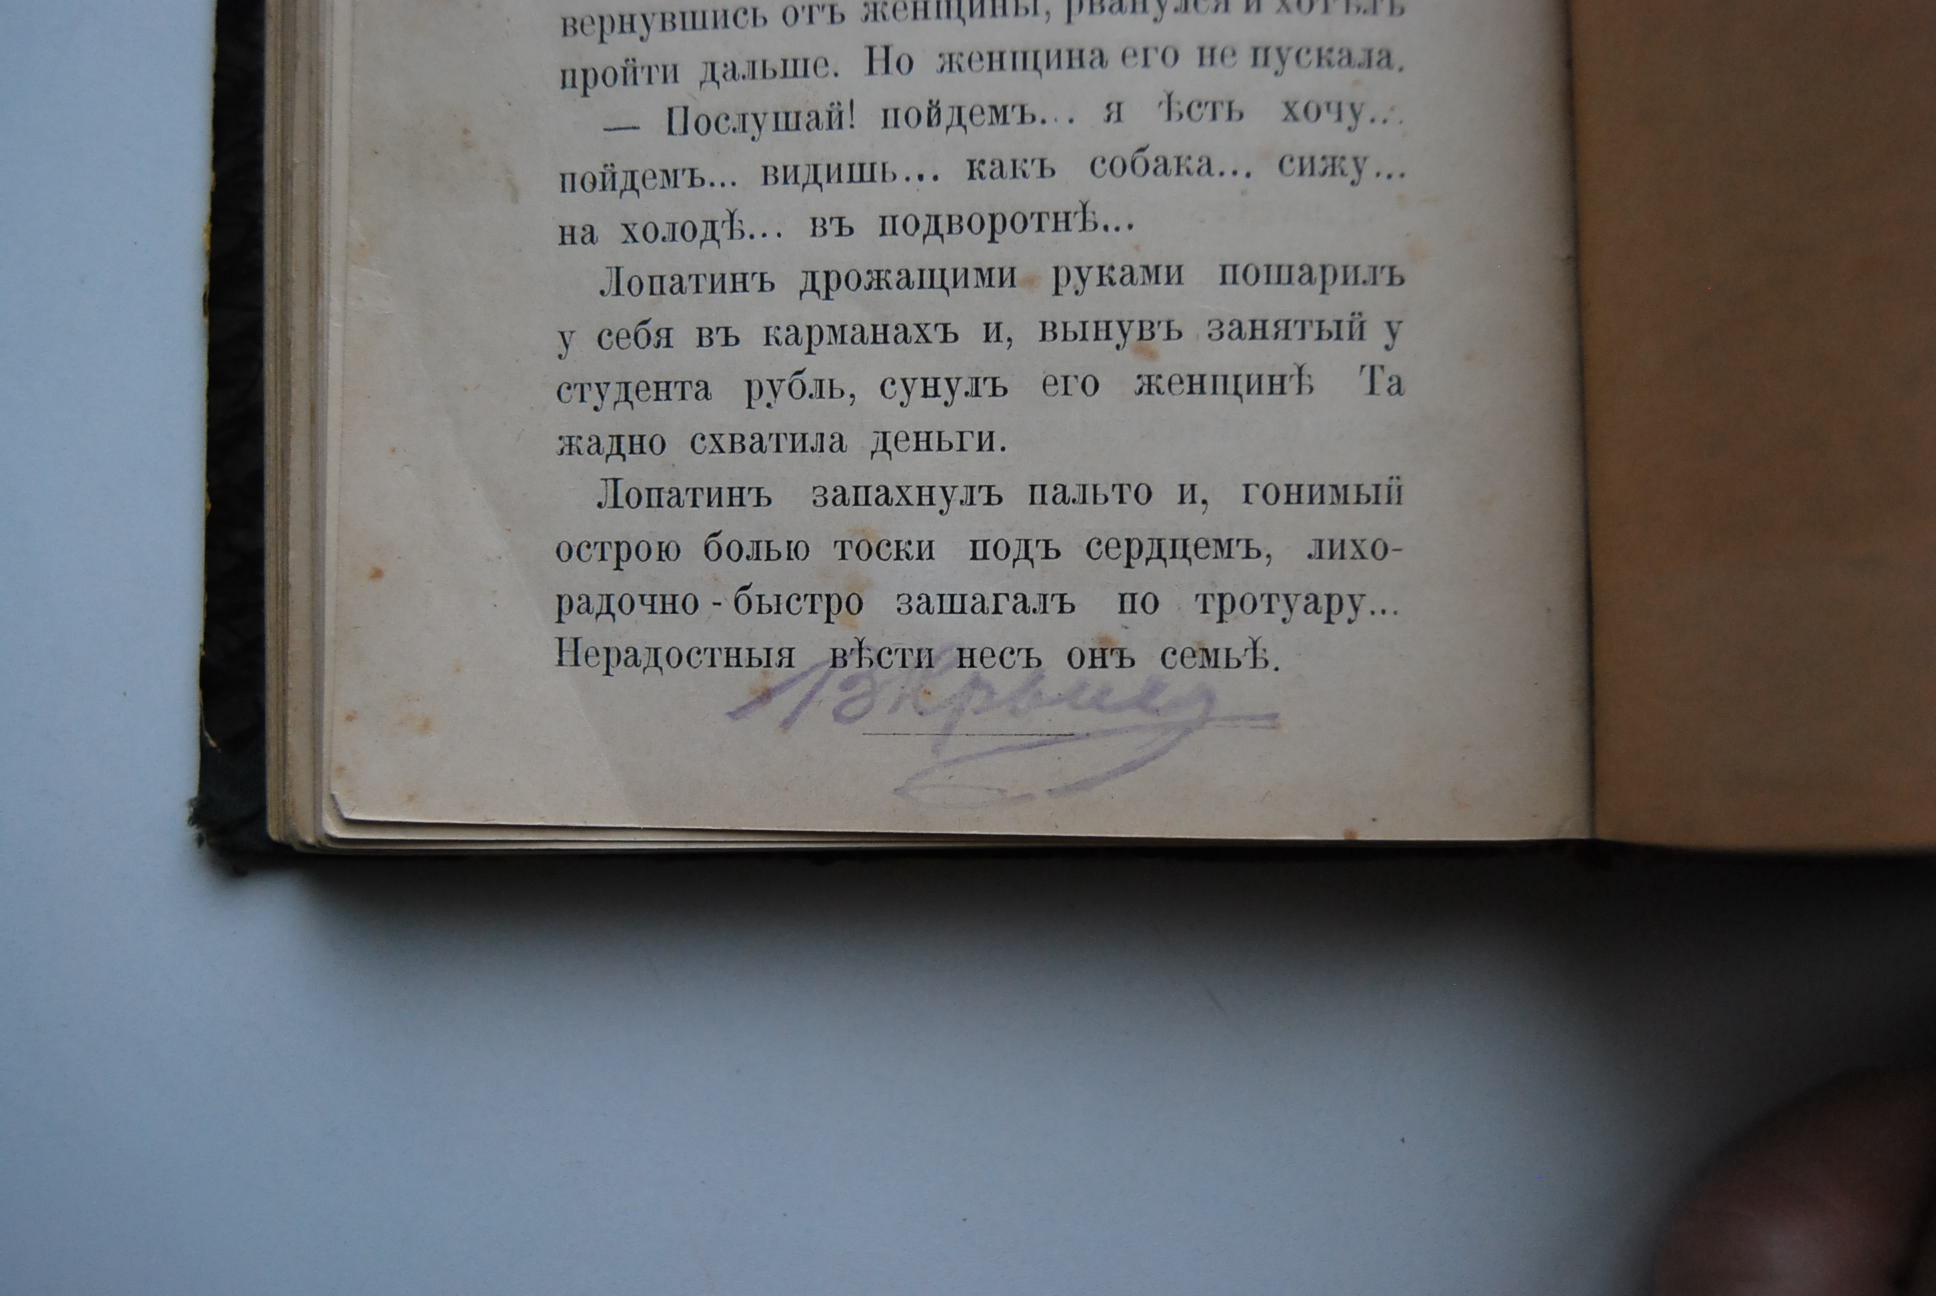 вернувшись отъ женщины, рванулся и хотѣлъ
пройти дальше. Но женщина его не пускала.
— Послушай! пойдемъ... я ѣсть хочу...
пойдемъ... видишь... какъ собака... сижу...
на холодѣ... въ подворотнѣ...
Лопатинъ дрожащими руками пошарилъ
у себя въ карманахъ и, вынувъ занятый у
студента рубль, сунулъ его женщинѣ Та
жадно схватила деньги.
Лопатинъ запахнулъ пальто и, гонимый
острою болью тоски подъ сердцемъ, лихо-
радочно - быстро зашагалъ по тротуару...
Нерадостныя вѣсти несъ онъ семьѣ.